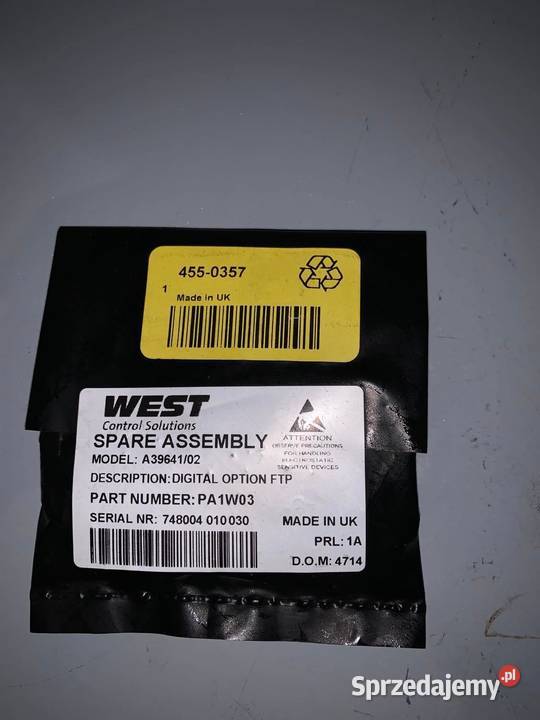 455-0357
1
Made in UK
WEST
Control Solutions
SPARE ASSEMBLY
ATTENTION
OBSERVE PRECAUTIONS
FOR HANDLING
ELECTROSTATIC
SENSITIVE DEVICES
MODEL: A39641/02
DESCRIPTION:DIGITAL OPTION FTP
PART NUMBER:PA1W03
SERIAL NR: 748004 010030
MADE IN UK
PRL: 1A
D.O.M: 4714
Sprzedajemy.pl